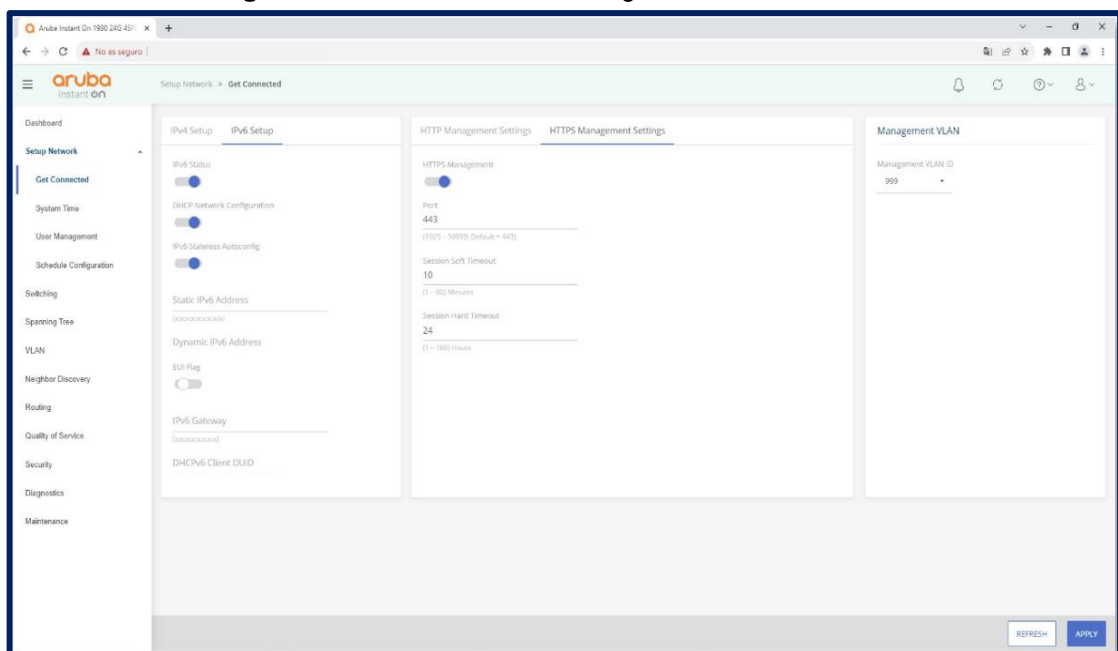 Aruba Instant On 1930 24G 4SF
No es seguro
aruba
instant on
Setup Network > Get Connected
Dashboard
Setup Network
Get Connected
System Time
User Management
Schedule Configuration
Switching
Spanning Tree
VLAN
Neighbor Discovery
Routing
Quality of Service
Security
Diagnostics
Maintenance
IPv4 Setup IPv6 Setup
IPv6 Status
DHCP Network Configuration
IPv6 Stateless Autoconfig
Static IPv6 Address
Dynamic IPv6 Address
EUI Flag
IPv6 Gateway
DHCPv6 Client DUID
HTTP Management Settings HTTPS Management Settings
HTTPS Management
Port
443
(1025 – 59999; Default = 443)
Session Soft Timeout
10
(1 – 60) Minutes
Session Hard Timeout
24
(1 – 168) Hours
Management VLAN
Management VLAN ID
999
REFRESH APPLY